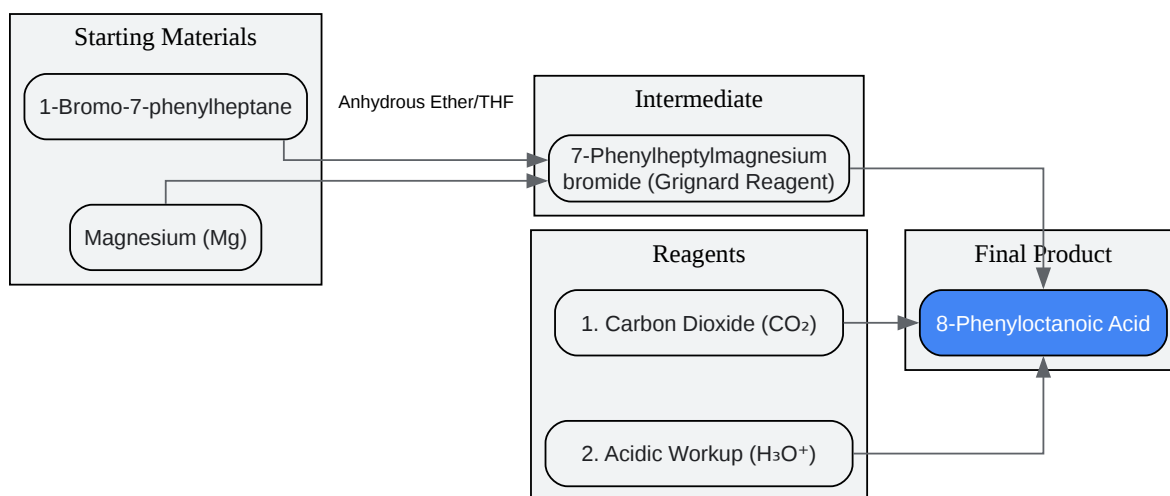 Starting Materials
1-Bromo-7-phenylheptane
Magnesium (Mg)
Anhydrous Ether/THF
Intermediate
7-Phenylheptylmagnesium
bromide (Grignard Reagent)
Reagents
1. Carbon Dioxide (CO₂)
2. Acidic Workup (H₃O⁺)
Final Product
8-Phenyloctanoic Acid